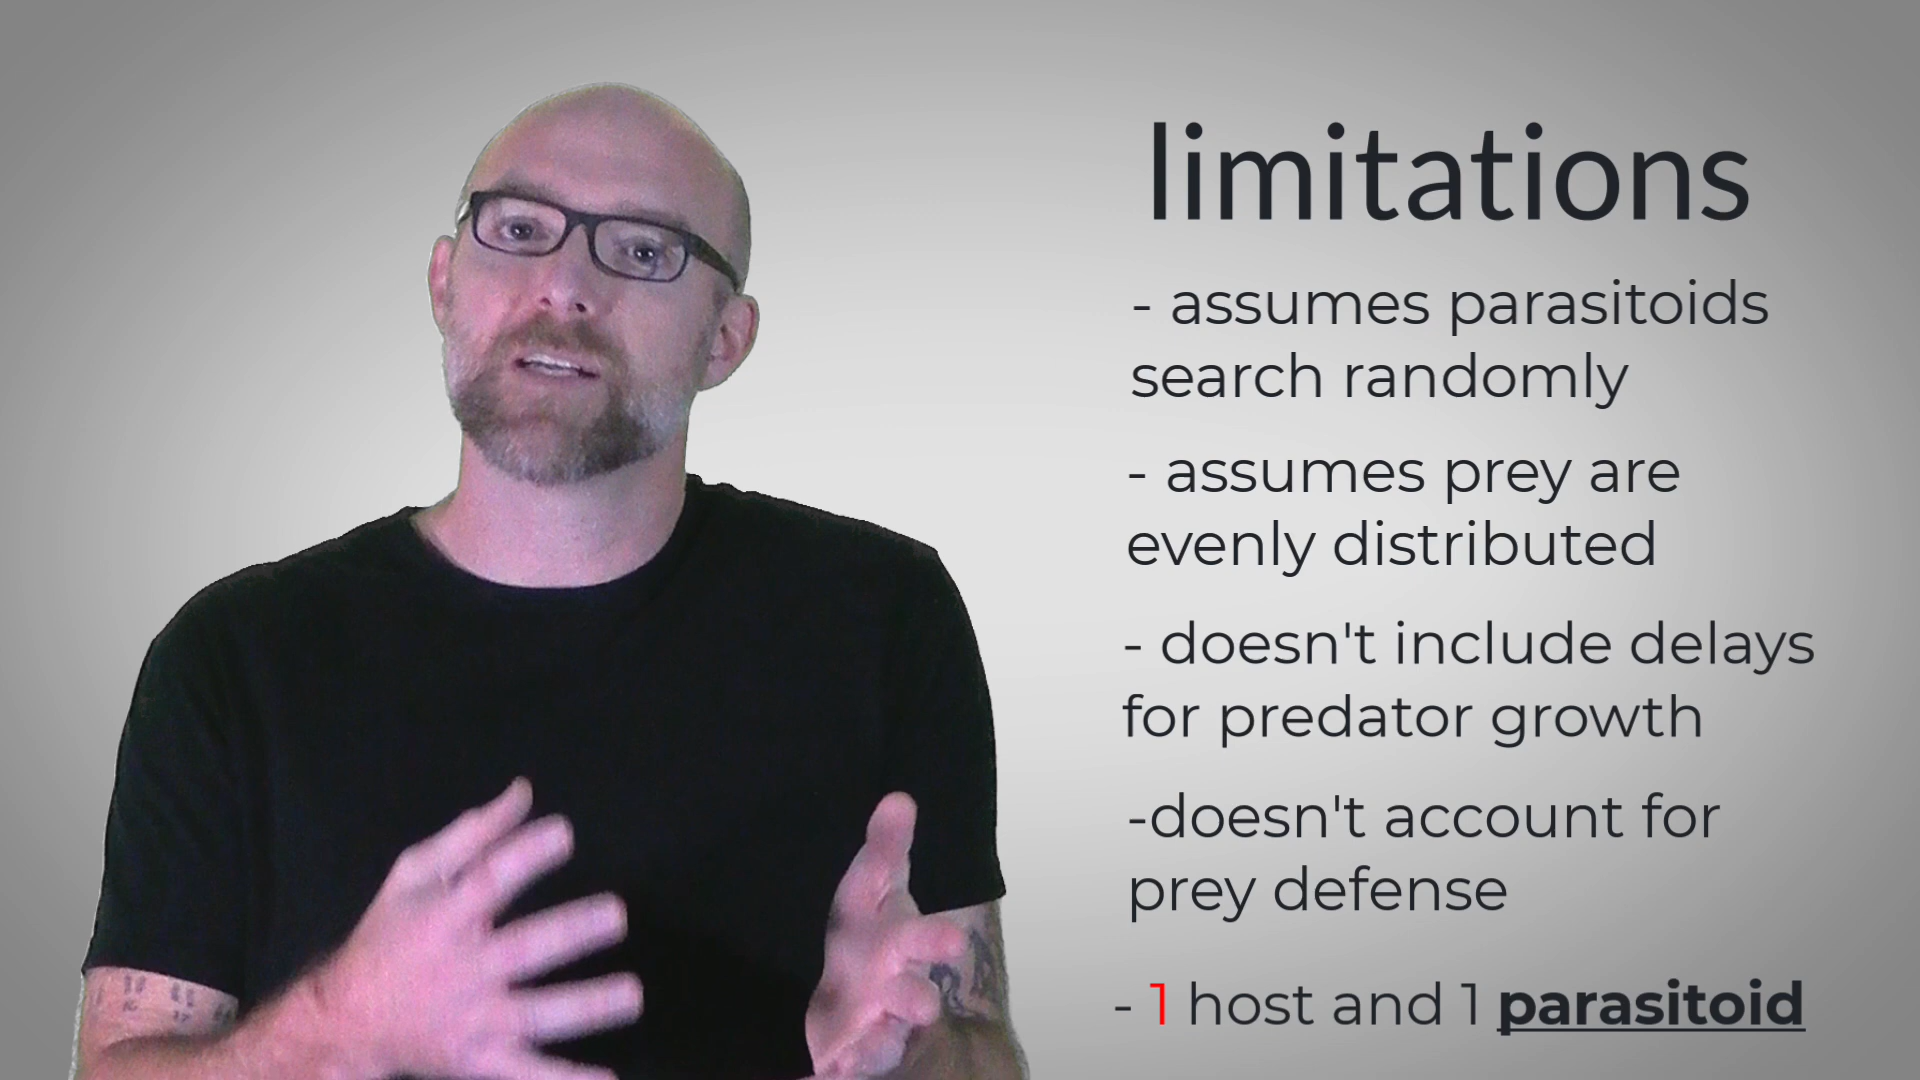 limitations
- assumes parasitoids
search randomly
- assumes prey are
evenly distributed
- doesn't include delays
for predator growth
-doesn't account for
prey defense
- 1 host and 1 parasitoid